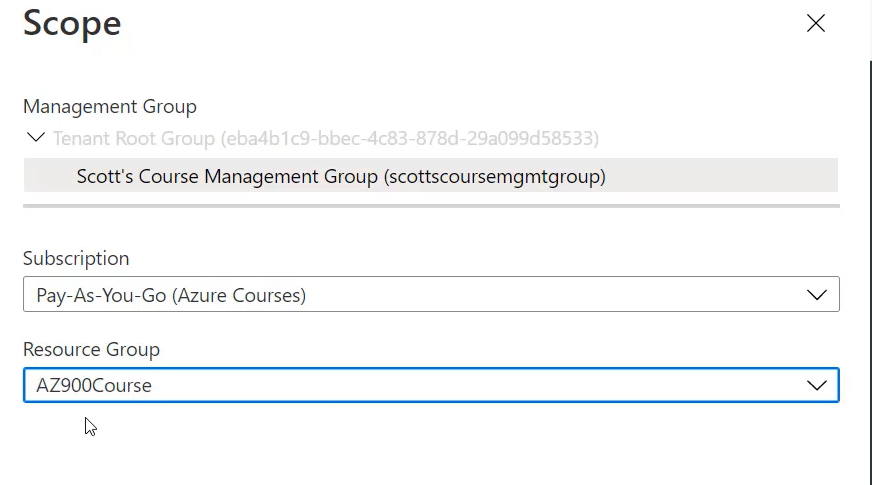 Scope
Management Group
Tenant Root Group (eba4b1c9-bbec-4c83-878d-29a099d58533)
Scott's Course Management Group (scottscoursemgmtgroup)
Subscription
Pay-As-You-Go (Azure Courses)
Resource Group
AZ900Course